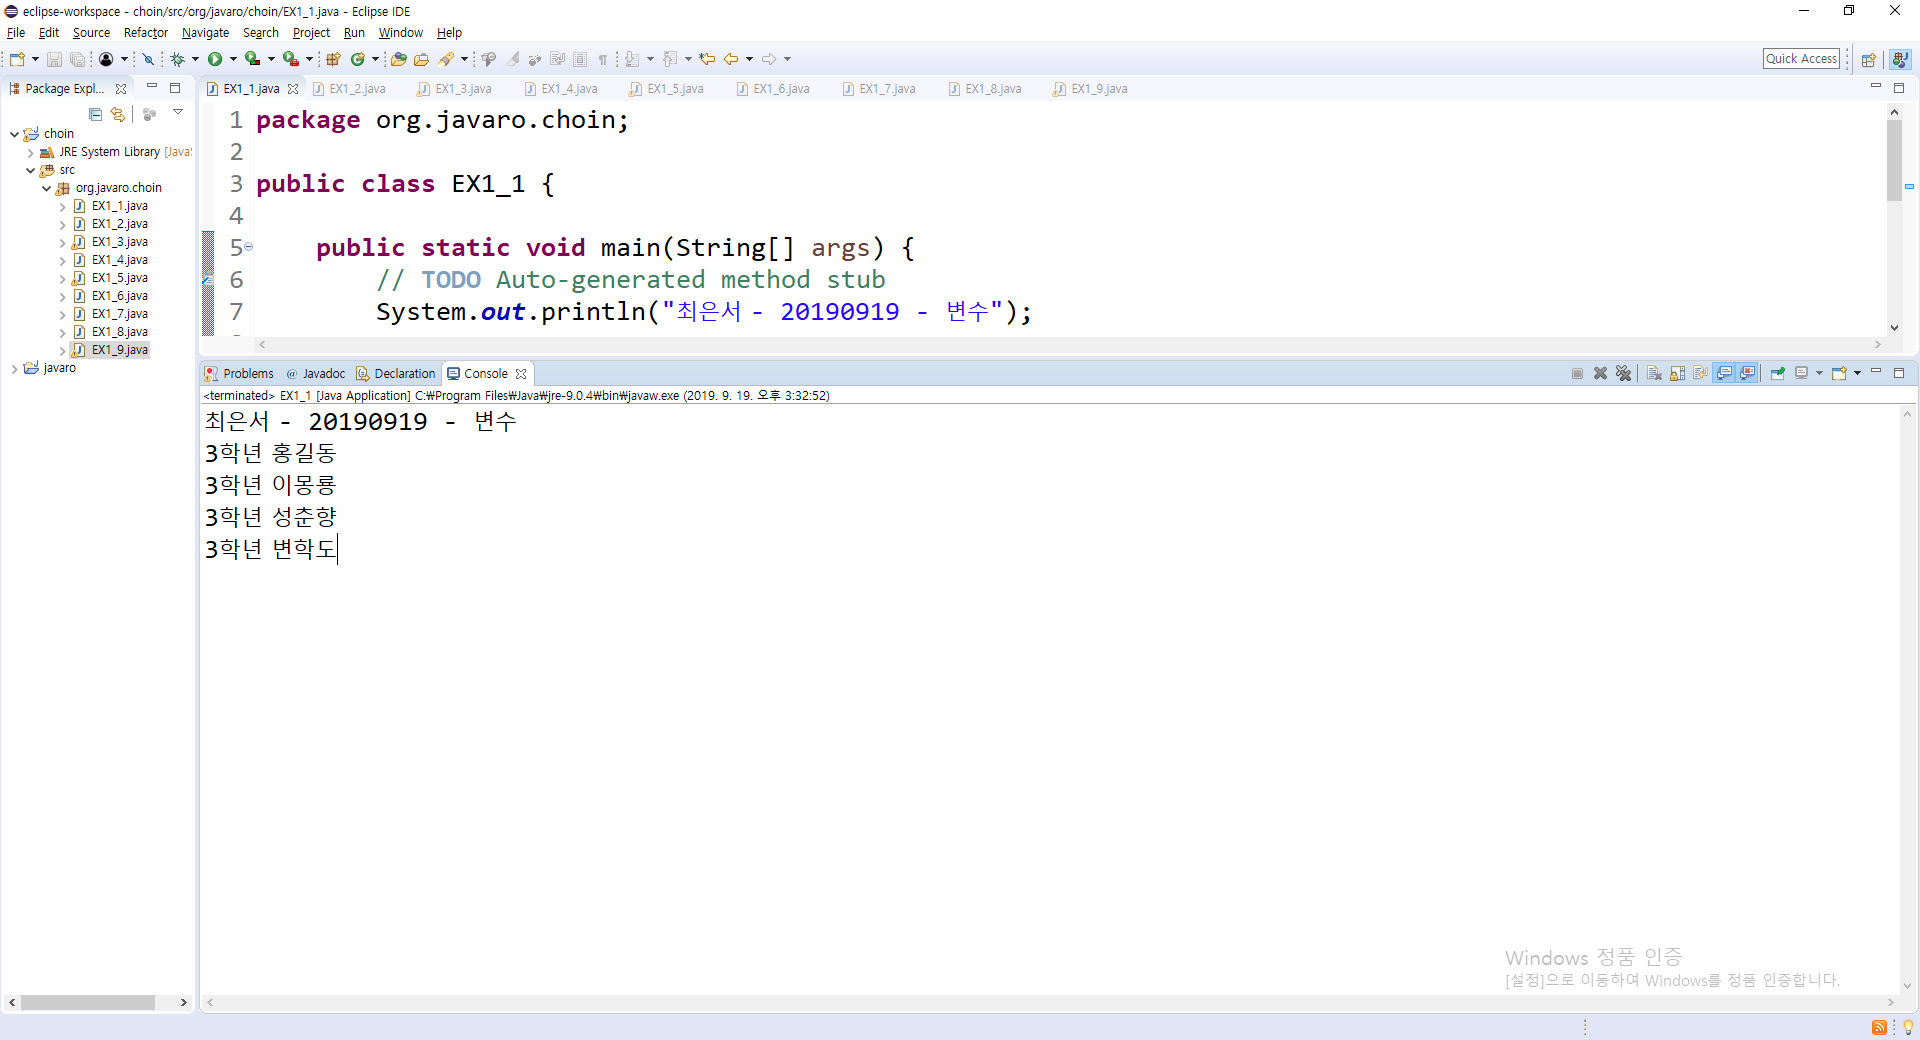 eclipse-workspace - choin/src/org/javaro/choin/EX1_1.java - Eclipse IDE
File Edit Source Refactor Navigate Search Project Run Window Help
Quick Access
Package Expl...
EX1_1.java EX1_2.java EX1_3.java EX1_4.java EX1_5.java EX1_6.java EX1_7.java EX1_8.java EX1_9.java
choin
JRE System Library [JavaS
src
org.javaro.choin
EX1_1.java
EX1_2.java
EX1_3.java
EX1_4.java
EX1_5.java
EX1_6.java
EX1_7.java
EX1_8.java
EX1_9.java
javaro
1 package org.javaro.choin;
2
3 public class EX1_1 {
4
5 public static void main(String[] args) {
6 // TODO Auto-generated method stub
7 System.out.println("최은서 - 20190919 - 변수");
Problems @ Javadoc Declaration Console
<terminated> EX1_1 [Java Application] C:₩Program Files₩Java₩jre-9.0.4₩bin₩javaw.exe (2019. 9. 19. 오후 3:32:52)
최은서 - 20190919 - 변수
3학년 홍길동
3학년 이몽룡
3학년 성춘향
3학년 변학도
Windows 정품 인증
[설정]으로 이동하여 Windows를 정품 인증합니다.